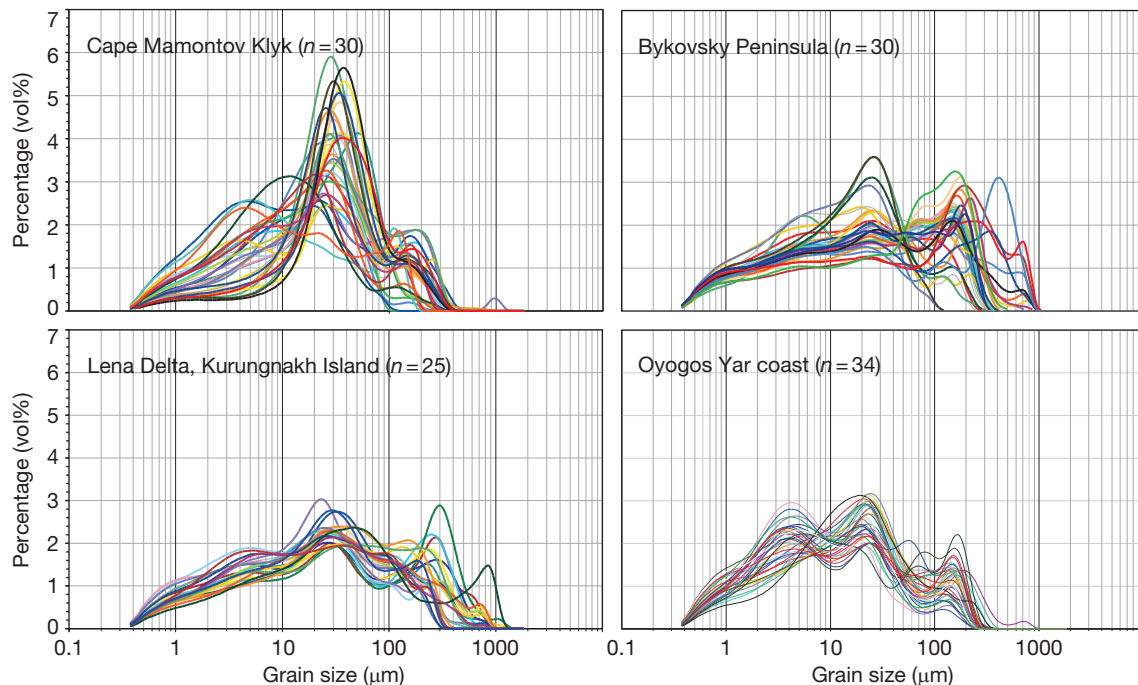 7
6
5
4
3
2
1
0
Percentage (vol%)
Cape Mamontov Klyk (n = 30)
Bykovsky Peninsula (n = 30)
7
6
5
4
3
2
1
0
Percentage (vol%)
Lena Delta, Kurungnakh Island (n = 25)
Oyogos Yar coast (n = 34)
0.1 1 10 100 1000
Grain size (μm)
0.1 1 10 100 1000
Grain size (μm)